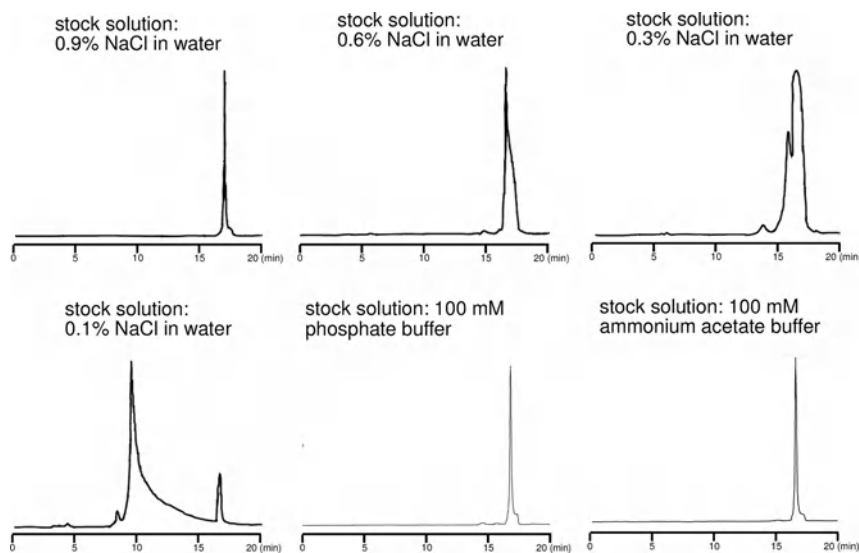 stock solution:
0.9% NaCl in water
stock solution:
0.6% NaCl in water
stock solution:
0.3% NaCl in water
0 5 10 15 20 (min)
0 5 10 15 20 (min)
0 5 10 15 20 (min)
stock solution:
0.1% NaCl in water
stock solution: 100 mM
phosphate buffer
stock solution: 100 mM
ammonium acetate buffer
0 5 10 15 20 (min)
0 5 10 15 20 (min)
0 5 10 15 20 (min)